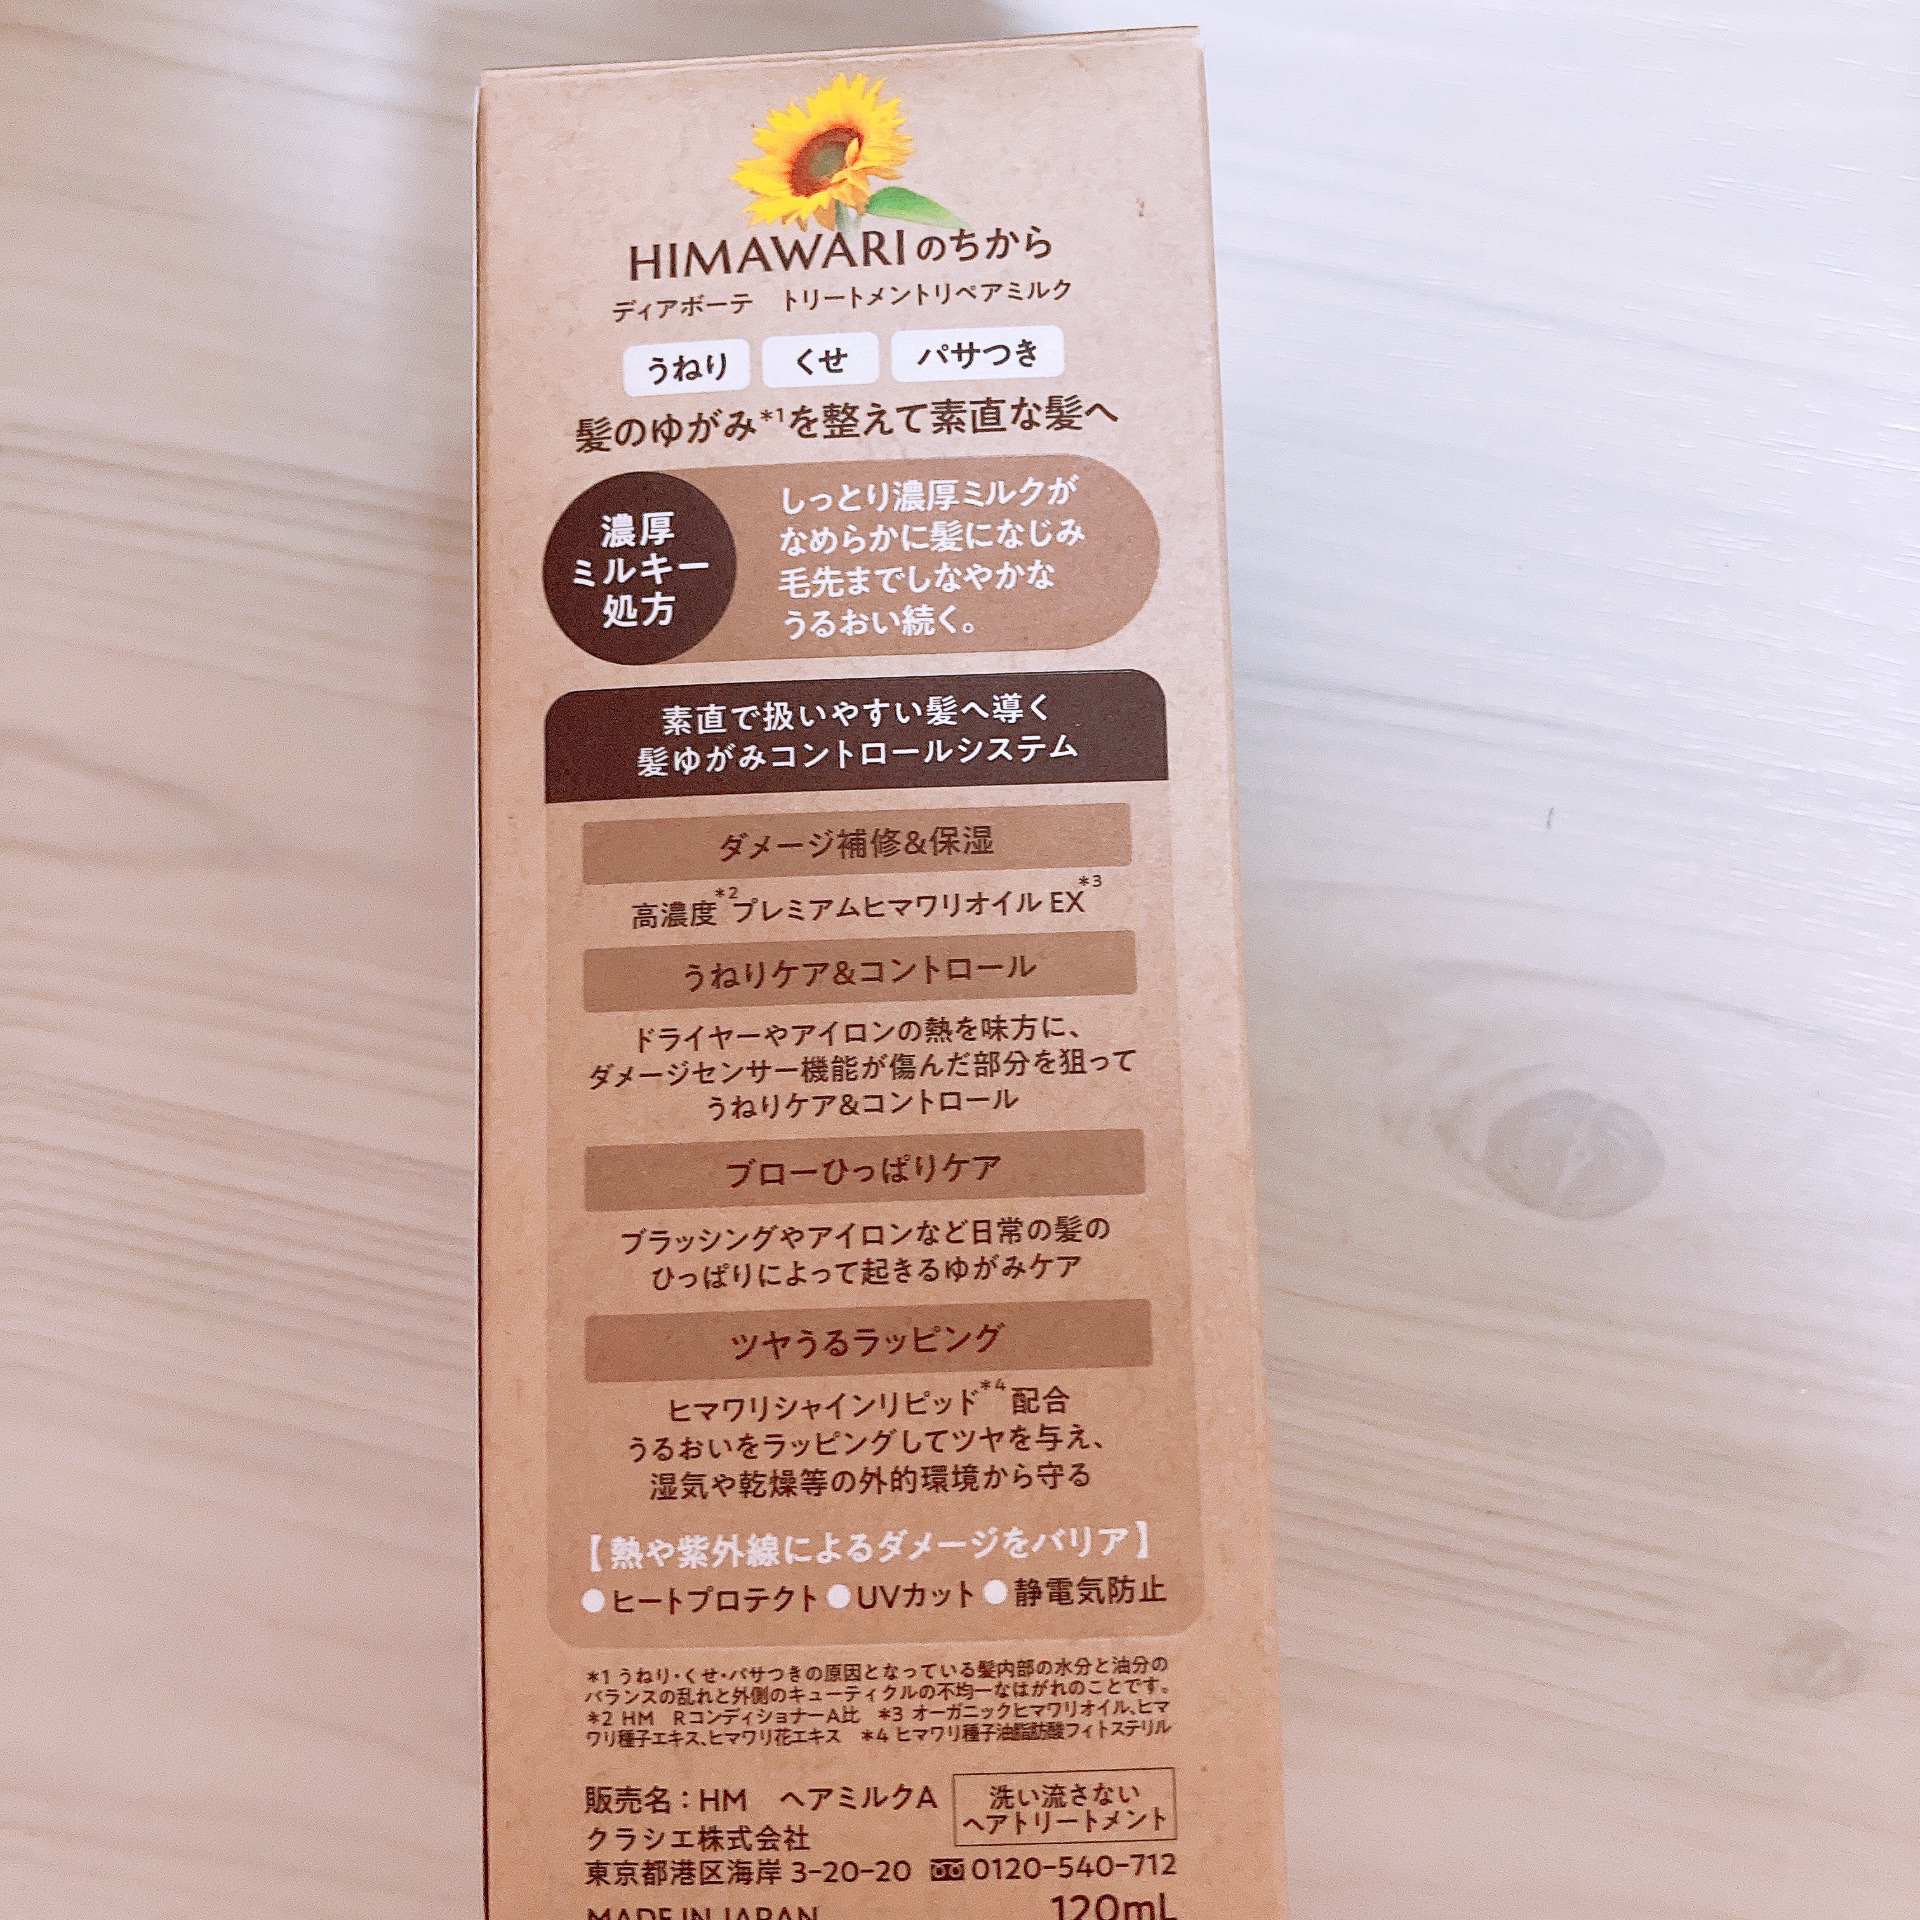 HIMAWARIのちから
ディアボーテ　トリートメントリペアミルク
うねり　くせ　パサつき
髪のゆがみ*1を整えて素直な髪へ
濃厚
ミルキー
処方
しっとり濃厚ミルクが
なめらかに髪になじみ
毛先までしなやかな
うるおい続く。
素直で扱いやすい髪へ導く
髪ゆがみコントロールシステム
ダメージ補修&保湿
高濃度*2プレミアムヒマワリオイル EX*3
うねりケア&コントロール
ドライヤーやアイロンの熱を味方に、
ダメージセンサー機能が傷んだ部分を狙って
うねりケア&コントロール
ブローひっぱりケア
ブラッシングやアイロンなど日常の髪の
ひっぱりによって起きるゆがみケア
ツヤうるラッピング
ヒマワリシャインリピッド*4配合
うるおいをラッピングしてツヤを与え、
湿気や乾燥等の外的環境から守る
【熱や紫外線によるダメージをバリア】
●ヒートプロテクト●UVカット●静電気防止
*1 うねり・くせ・パサつきの原因となっている髪内部の水分と油分の
バランスの乱れと外側のキューティクルの不均一なはがれのことです。
*2 HM　RコンディショナーA比　*3 オーガニックヒマワリオイル、ヒマ
ワリ種子エキス、ヒマワリ花エキス　*4 ヒマワリ種子油脂肪酸フィトステリル
販売名：HM　ヘアミルクA
洗い流さない
ヘアトリートメント
クラシエ株式会社
東京都港区海岸 3-20-20　0120-540-712
MADE IN JAPAN　120mL